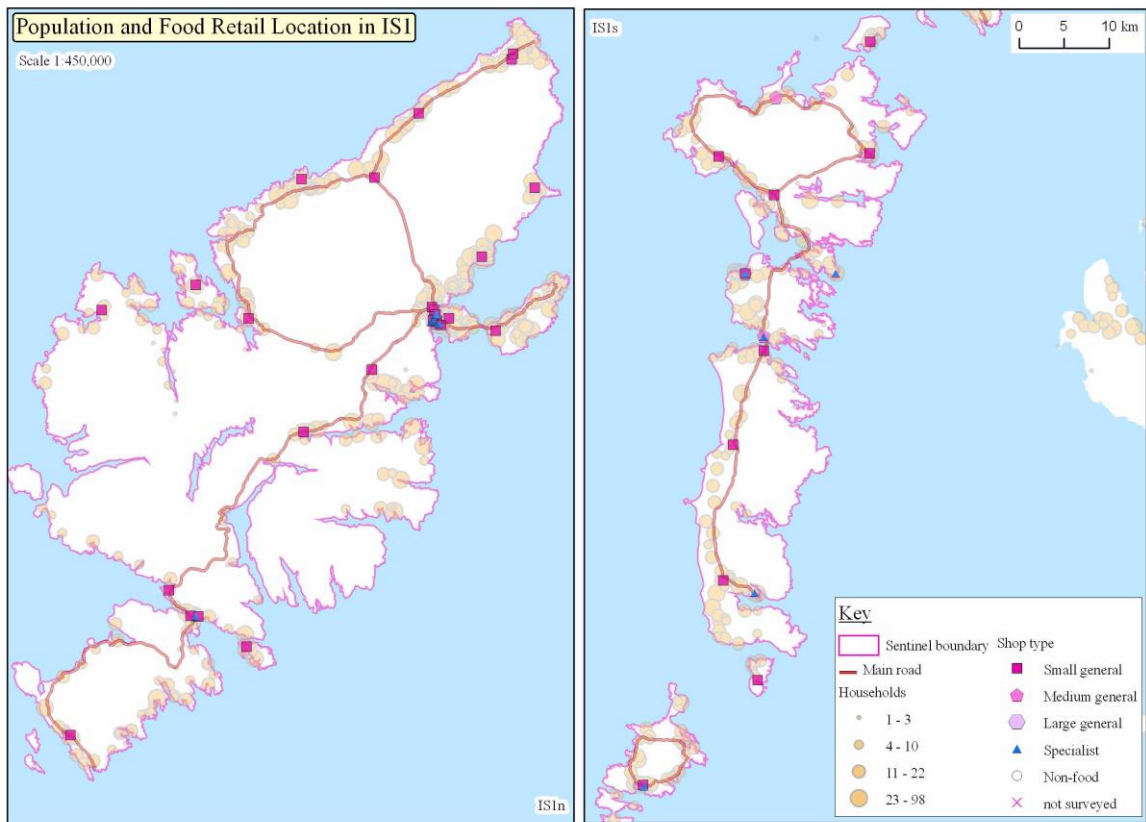 Population and Food Retail Location in IS1
Scale 1:450,000
IS1n
IS1s
0 5 10 km
Key
Sentinel boundary
Main road
Households
1 - 3
4 - 10
11 - 22
23 - 98
Shop type
Small general
Medium general
Large general
Specialist
Non-food
not surveyed